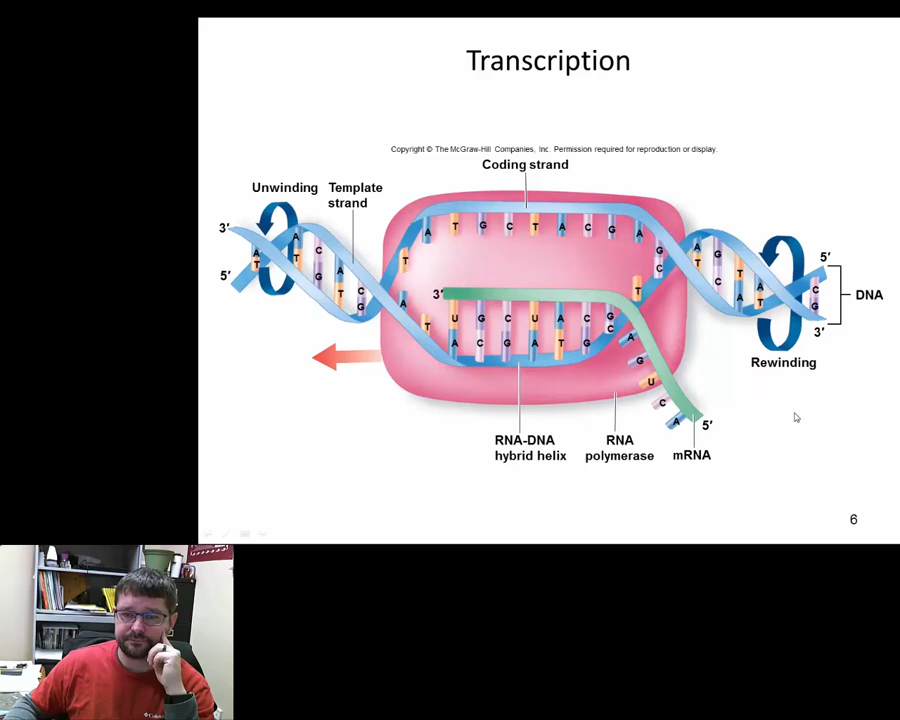 Transcription
Copyright © The McGraw-Hill Companies, Inc. Permission required for reproduction or display.
Coding strand
Unwinding
Template
strand
3′
5′
A
T
A
T
C
G
A
T
C
G
A
T
T
A
T
G
C
T
A
C
G
A
G
C
T
3′
U
G
C
U
A
C
G
A
C
G
A
T
G
C
A
G
U
C
A
5′
A
T
G
C
T
A
A
T
C
G
5′
3′
DNA
Rewinding
RNA-DNA
hybrid helix
RNA
polymerase
mRNA
6
Columbia